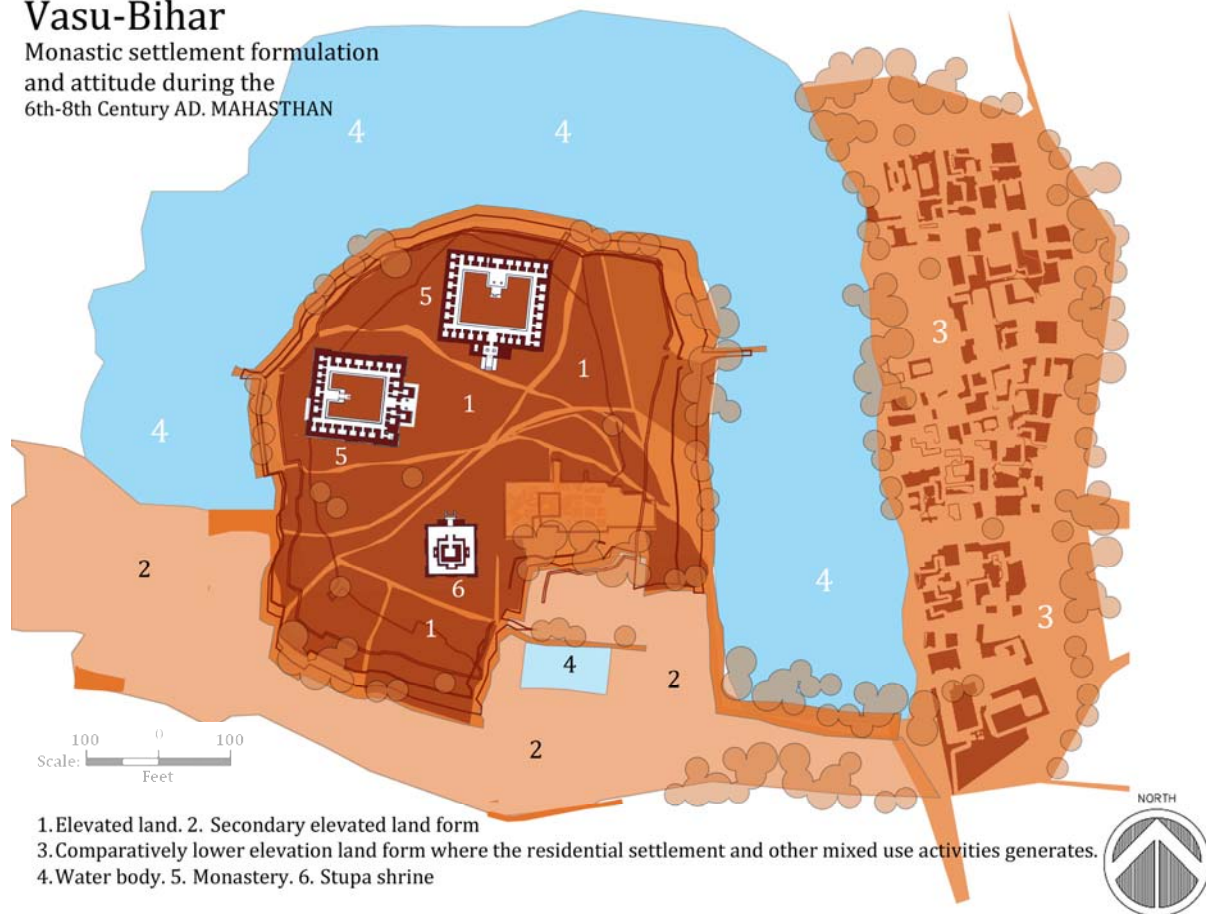 Vasu-Bihar
Monastic settlement formulation
and attitude during the
6th-8th Century AD. MAHASTHAN
4
4
3
5
1
1
4
5
2
6
4
3
1
4
2
2
100 0 100
Scale:
Feet
NORTH
1.Elevated land. 2. Secondary elevated land form
3.Comparatively lower elevation land form where the residential settlement and other mixed use activities generates.
4.Water body. 5. Monastery. 6. Stupa shrine